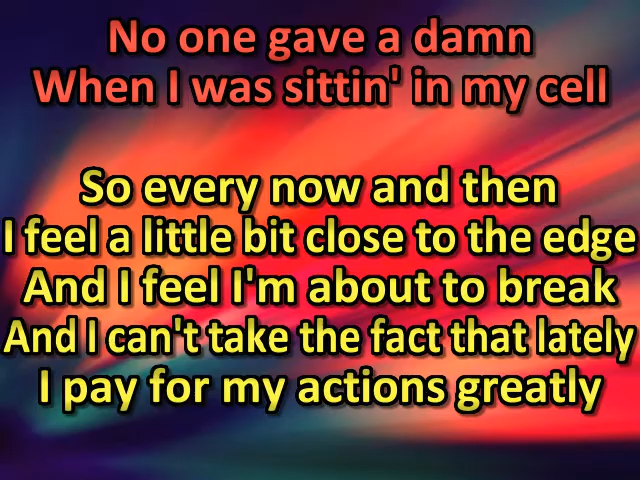 No one gave a damn
When I was sittin' in my cell
So every now and then
I feel a little bit close to the edge
And I feel I'm about to break
And I can't take the fact that lately
I pay for my actions greatly